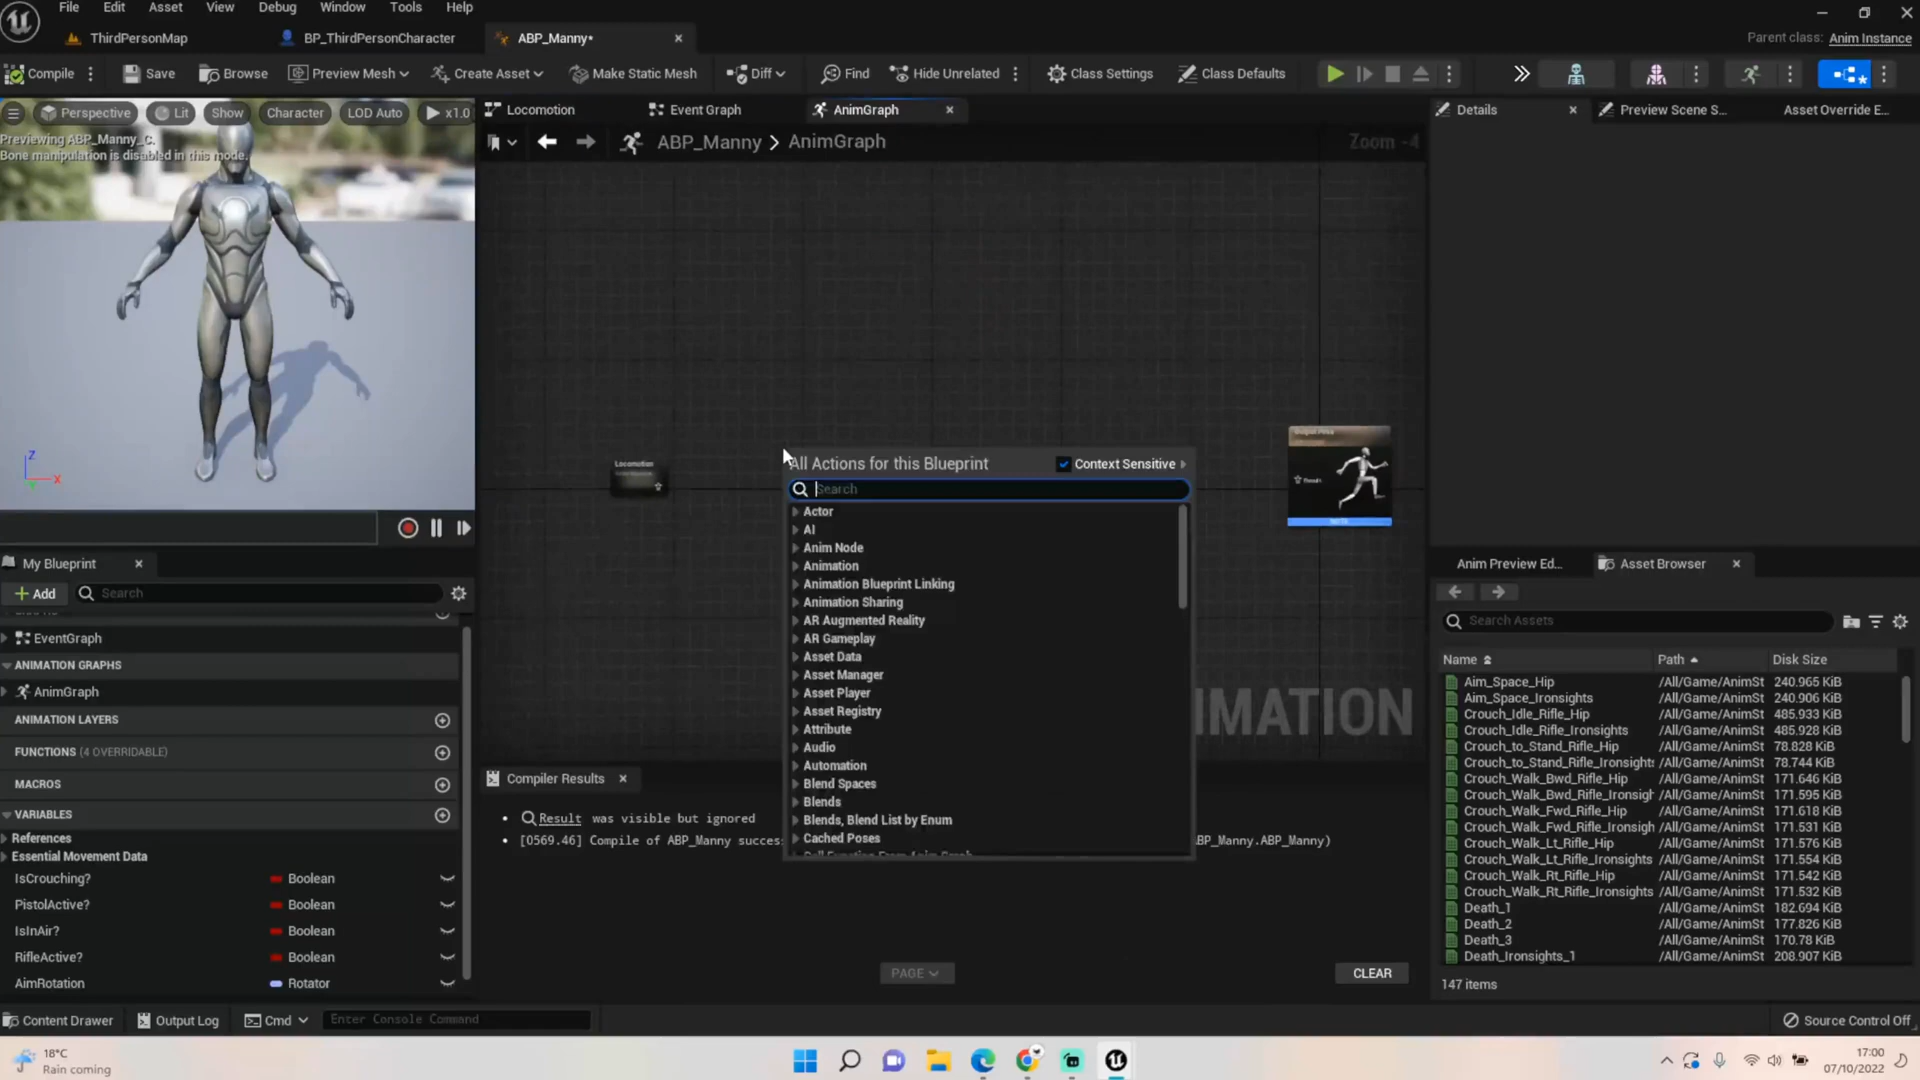 File Edit Asset View Debug Window Tools Help
ThirdPersonMap BP_ThirdPersonCharacter ABP_Manny*
Parent class: Anim Instance
Compile Save Browse Preview Mesh Create Asset Make Static Mesh Diff Find Hide Unrelated Class Settings Class Defaults
Perspective Lit Show Character LOD Auto x1.0
Previewing ABP_Manny_C.
Bone manipulation is disabled in this mode.
Z
X
Locomotion Event Graph AnimGraph
ABP_Manny > AnimGraph
Zoom -4
Details Preview Scene S... Asset Override E...
Locomotion
Result
IMATION
All Actions for this Blueprint Context Sensitive
Search
Actor
AI
Anim Node
Animation
Animation Blueprint Linking
Animation Sharing
AR Augmented Reality
AR Gameplay
Asset Data
Asset Manager
Asset Player
Asset Registry
Attribute
Audio
Automation
Blend Spaces
Blends
Blends, Blend List by Enum
Cached Poses
My Blueprint
Add Search
EventGraph
ANIMATION GRAPHS
AnimGraph
ANIMATION LAYERS
FUNCTIONS (4 OVERRIDABLE)
MACROS
VARIABLES
References
Essential Movement Data
IsCrouching? Boolean
PistolActive? Boolean
IsInAir? Boolean
RifleActive? Boolean
AimRotation Rotator
Compiler Results
Result was visible but ignored
[0569.46] Compile of ABP_Manny succes BP_Manny.ABP_Manny)
PAGE
CLEAR
Anim Preview Ed... Asset Browser
Search Assets
Name Path Disk Size
Aim_Space_Hip /All/Game/AnimSt 240.965 KiB
Aim_Space_Ironsights /All/Game/AnimSt 240.906 KiB
Crouch_Idle_Rifle_Hip /All/Game/AnimSt 485.933 KiB
Crouch_Idle_Rifle_Ironsights /All/Game/AnimSt 485.928 KiB
Crouch_to_Stand_Rifle_Hip /All/Game/AnimSt 78.828 KiB
Crouch_to_Stand_Rifle_Ironsights /All/Game/AnimSt 78.744 KiB
Crouch_Walk_Bwd_Rifle_Hip /All/Game/AnimSt 171.646 KiB
Crouch_Walk_Bwd_Rifle_Ironsigh /All/Game/AnimSt 171.595 KiB
Crouch_Walk_Fwd_Rifle_Hip /All/Game/AnimSt 171.618 KiB
Crouch_Walk_Fwd_Rifle_Ironsigh /All/Game/AnimSt 171.531 KiB
Crouch_Walk_Lt_Rifle_Hip /All/Game/AnimSt 171.576 KiB
Crouch_Walk_Lt_Rifle_Ironsights /All/Game/AnimSt 171.554 KiB
Crouch_Walk_Rt_Rifle_Hip /All/Game/AnimSt 171.542 KiB
Crouch_Walk_Rt_Rifle_Ironsights /All/Game/AnimSt 171.532 KiB
Death_1 /All/Game/AnimSt 182.694 KiB
Death_2 /All/Game/AnimSt 177.826 KiB
Death_3 /All/Game/AnimSt 170.78 KiB
Death_Ironsights_1 /All/Game/AnimSt 208.907 KiB
147 items
Content Drawer Output Log Cmd Enter Console Command Source Control Off
18°C
Rain coming
17:00
07/10/2022